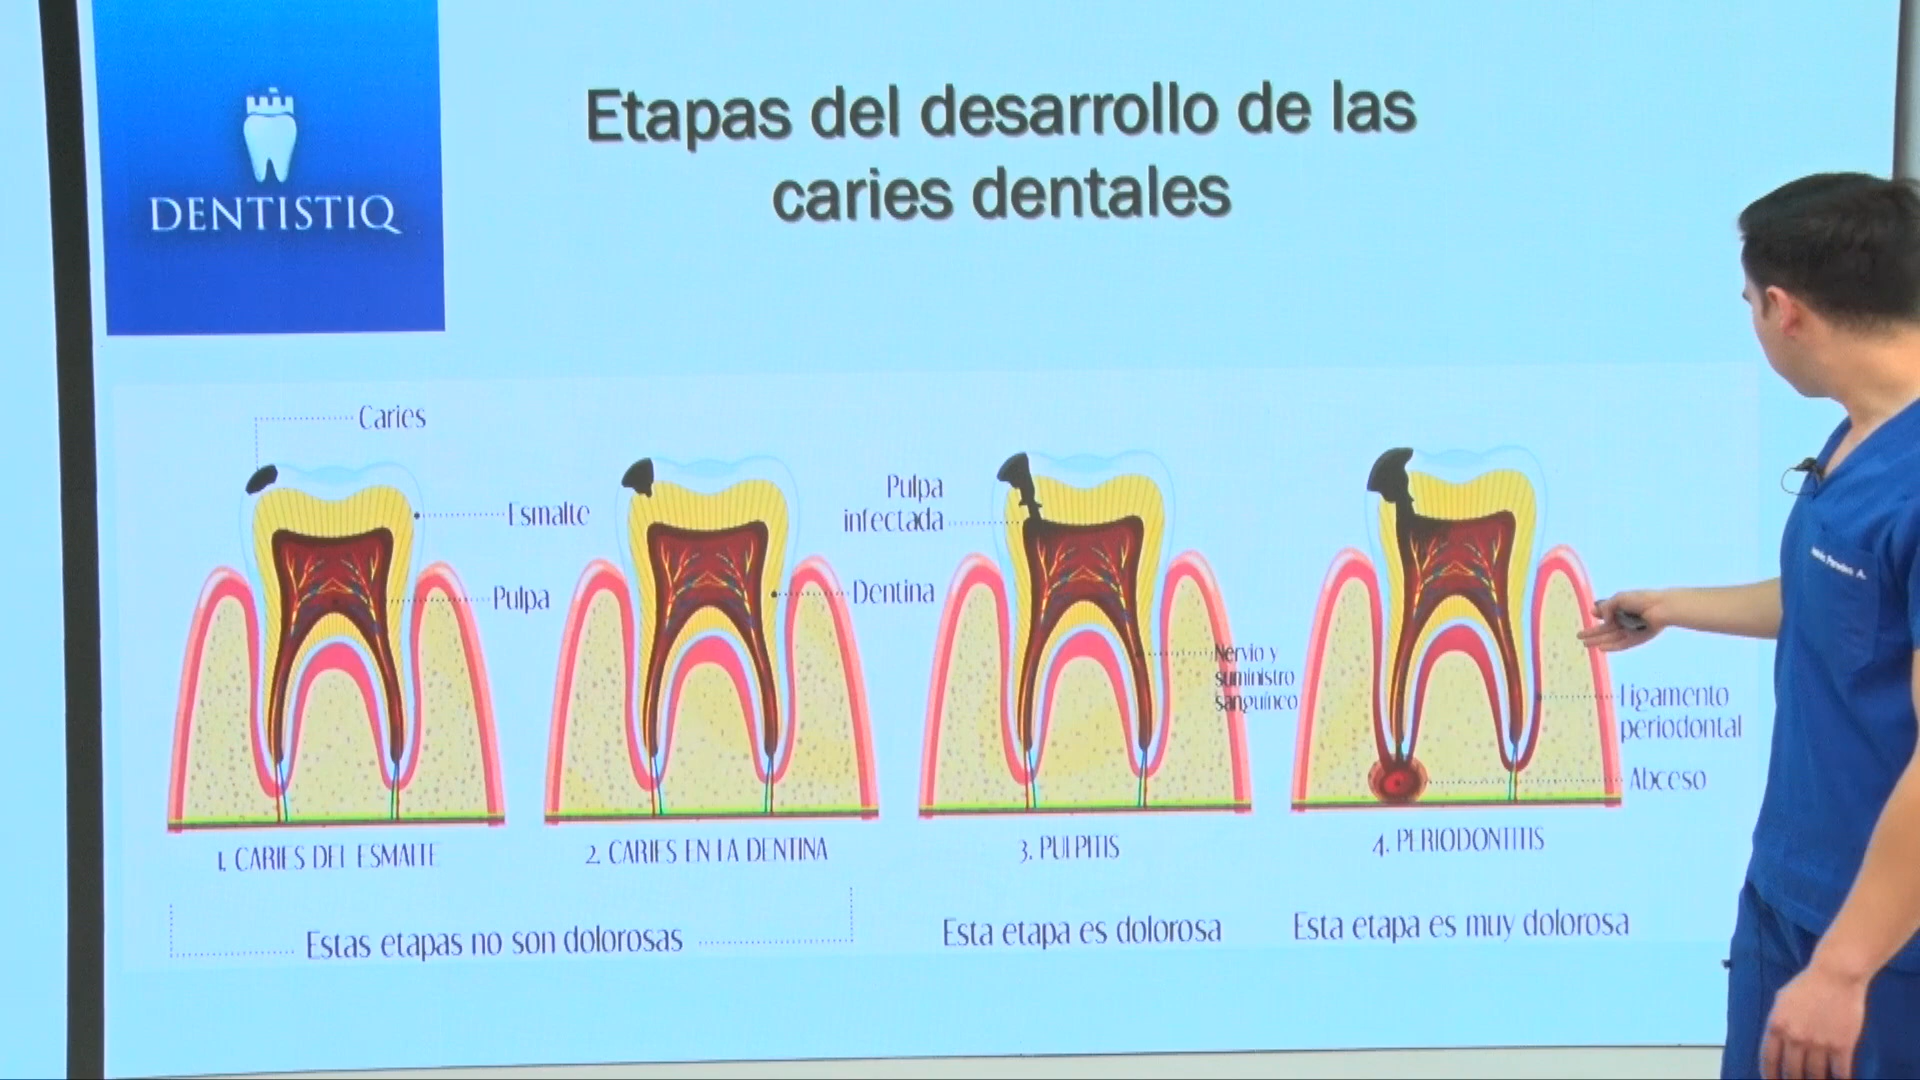 DENTISTIQ
Etapas del desarrollo de las
caries dentales
Caries
Esmalte
Pulpa
Pulpa
infectada
Dentina
Nervio y
suministro
sanguíneo
Ligamento
periodontal
Abceso
1. CARIES DEL ESMALTE
2. CARIES EN LA DENTINA
3. PULPITIS
4. PERIODONTITIS
Estas etapas no son dolorosas
Esta etapa es dolorosa
Esta etapa es muy dolorosa